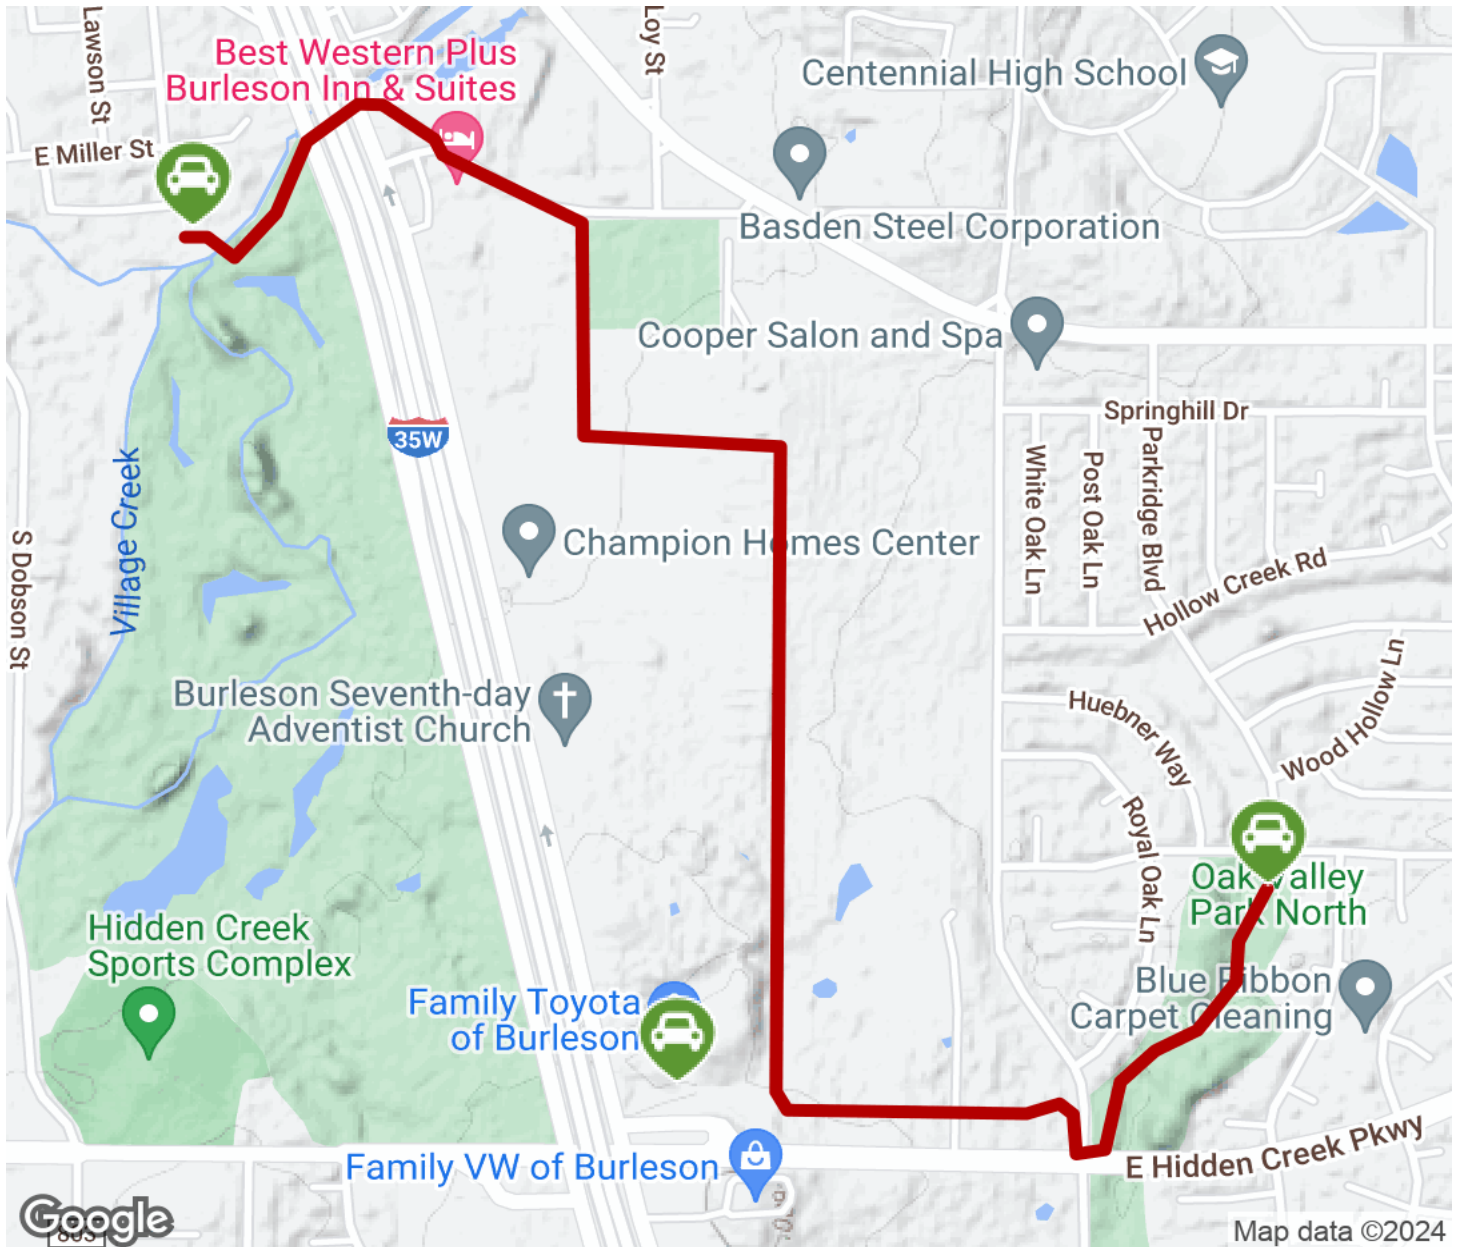 Lawson St
Best Western Plus
Burleson Inn & Suites
Loy St
Centennial High School
E Miller St
Basden Steel Corporation
Cooper Salon and Spa
35W
Springhill Dr
White Oak Ln
Post Oak Ln
Parkridge Blvd
Village Creek
S Dobson St
Champion Homes Center
Hollow Creek Rd
Burleson Seventh-day
Adventist Church
Huebner Way
Wood Hollow Ln
Royal Oak Ln
Oak Valley
Park North
Hidden Creek
Sports Complex
Family Toyota
of Burleson
Blue Ribbon
Carpet Cleaning
Family VW of Burleson
E Hidden Creek Pkwy
Google
Map data ©2024